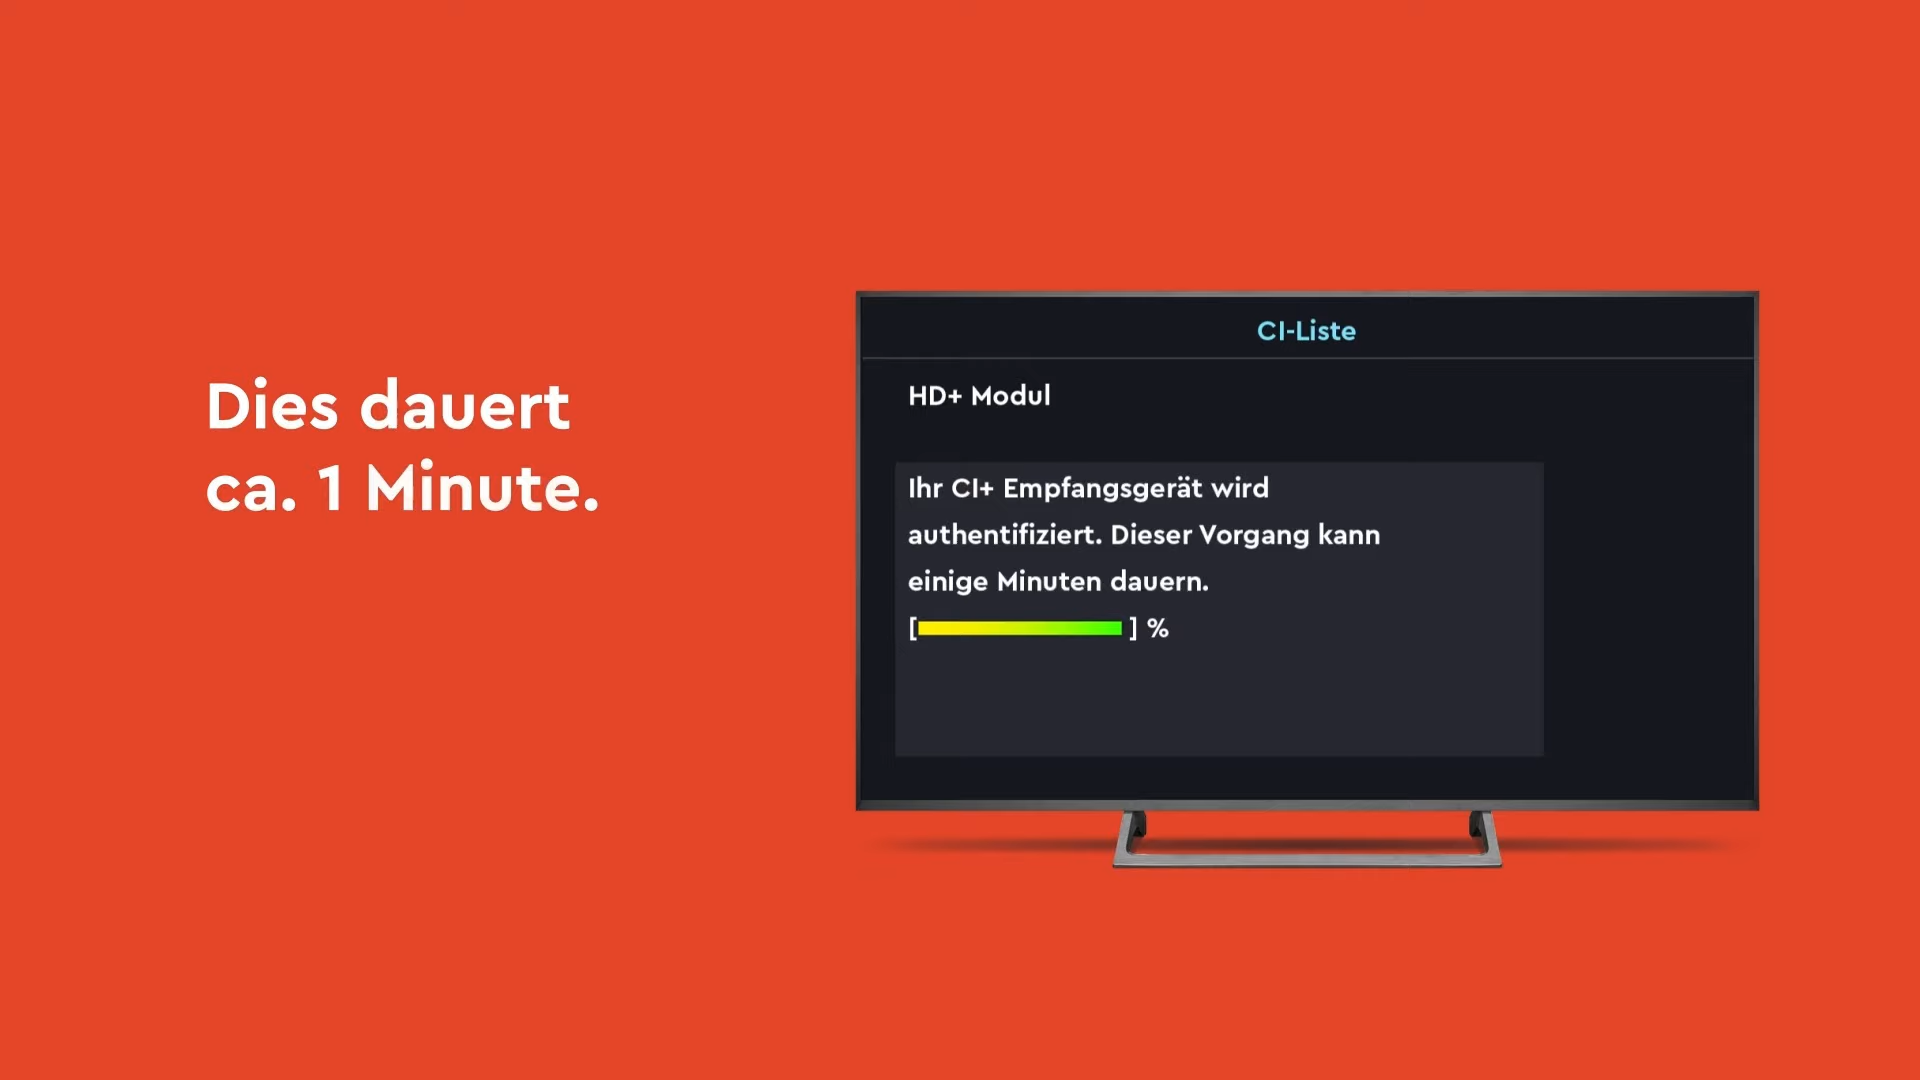 Dies dauert
ca. 1 Minute.
CI-Liste
HD+ Modul
Ihr CI+ Empfangsgerät wird
authentifiziert. Dieser Vorgang kann
einige Minuten dauern.
[ ] %